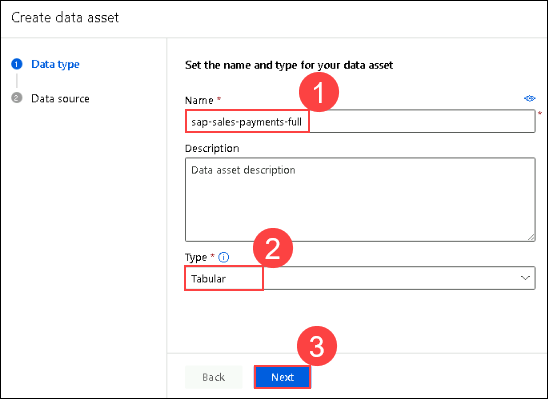 Create data asset
1 Data type
2 Data source
Set the name and type for your data asset
1
Name *
sap-sales-payments-full
*
Description
Data asset description
2
Type * i
Tabular
3
Back
Next